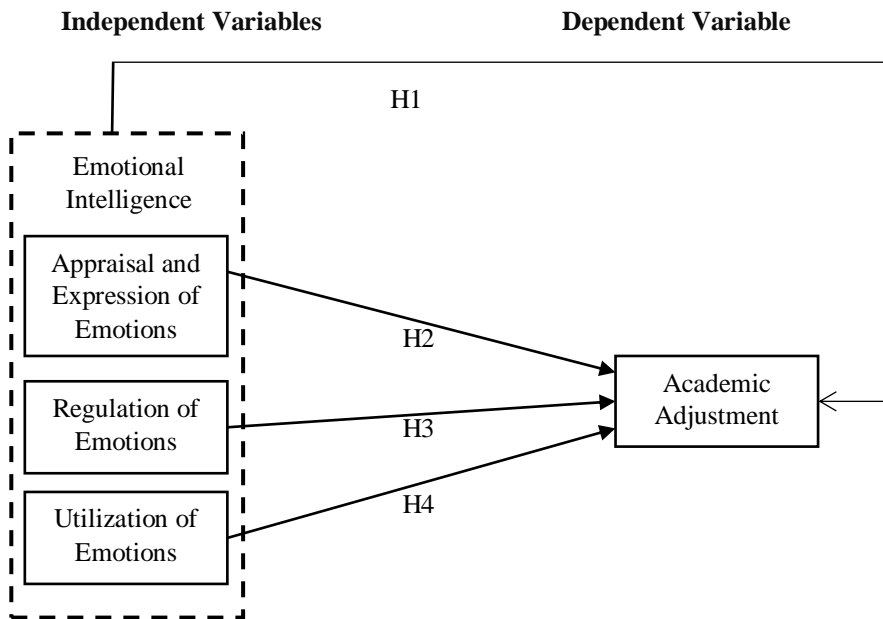 Independent Variables
Dependent Variable
H1
Emotional
Intelligence
Appraisal and
Expression of
Emotions
H2
Regulation of
Emotions
H3
Utilization of
Emotions
H4
Academic
Adjustment